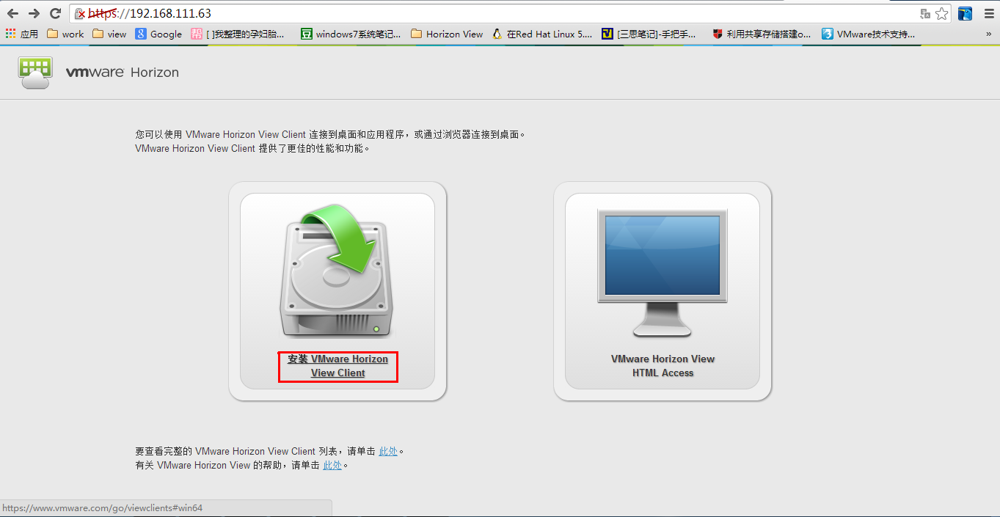 https://192.168.111.63
应用 work view Google [ ]我整理的孕妇胎... windows7系统笔记... Horizon View 在Red Hat Linux 5.... [三思笔记]-手把手... 利用共享存储搭建o... VMware技术支持... »
vmware Horizon
您可以使用 VMware Horizon View Client 连接到桌面和应用程序，或通过浏览器连接到桌面。
VMware Horizon View Client 提供了更佳的性能和功能。
安装 VMware Horizon
View Client
VMware Horizon View
HTML Access
要查看完整的 VMware Horizon View Client 列表，请单击 此处。
有关 VMware Horizon View 的帮助，请单击 此处。
https://www.vmware.com/go/viewclients#win64